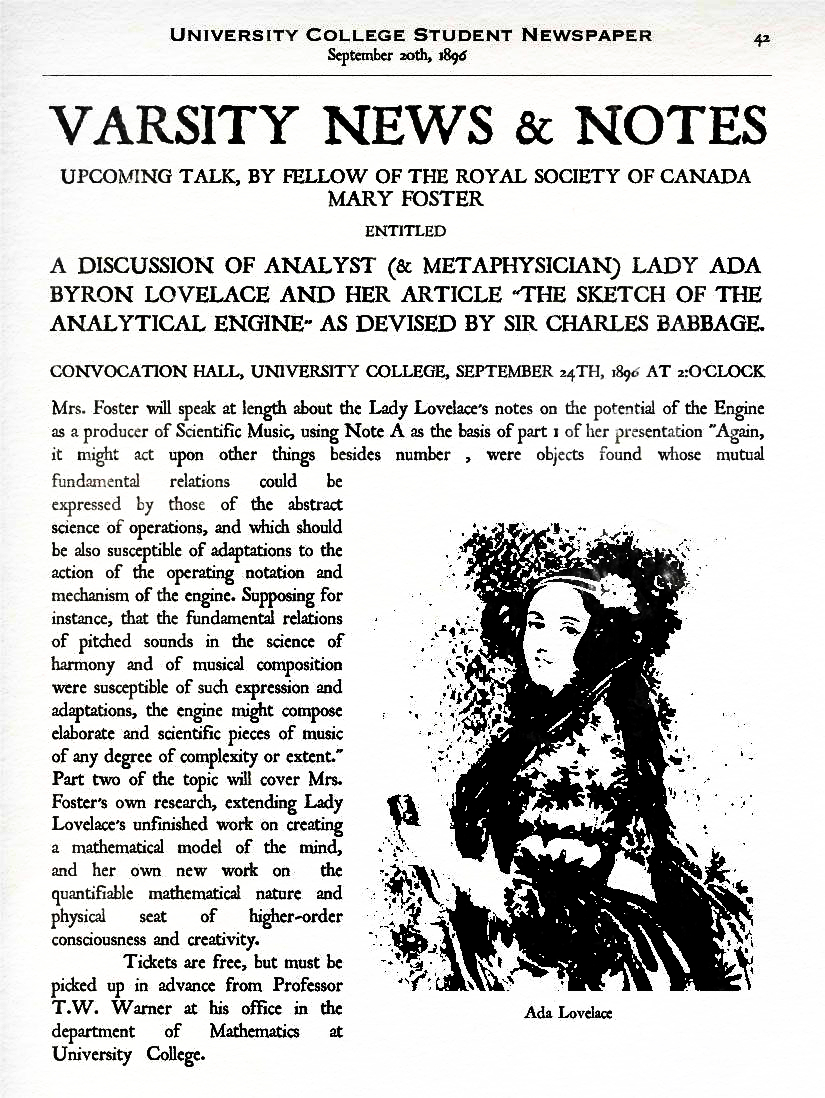 UNIVERSITY COLLEGE STUDENT NEWSPAPER
42
September 20th, 1896
VARSITY NEWS & NOTES
UPCOMING TALK, BY FELLOW OF THE ROYAL SOCIETY OF CANADA
MARY FOSTER
ENTITLED
A DISCUSSION OF ANALYST (& METAPHYSICIAN) LADY ADA
BYRON LOVELACE AND HER ARTICLE "THE SKETCH OF THE
ANALYTICAL ENGINE" AS DEVISED BY SIR CHARLES BABBAGE.
CONVOCATION HALL, UNIVERSITY COLLEGE, SEPTEMBER 24TH, 1896 AT 2:O'CLOCK
Mrs. Foster will speak at length about the Lady Lovelace's notes on the potential of the Engine
as a producer of Scientific Music, using Note A as the basis of part 1 of her presentation "Again,
it might act upon other things besides number , were objects found whose mutual
fundamental relations could be
expressed by those of the abstract
science of operations, and which should
be also susceptible of adaptations to the
action of the operating notation and
mechanism of the engine. Supposing for
instance, that the fundamental relations
of pitched sounds in the science of
harmony and of musical composition
were susceptible of such expression and
adaptations, the engine might compose
elaborate and scientific pieces of music
of any degree of complexity or extent."
Part two of the topic will cover Mrs.
Foster's own research, extending Lady
Lovelace's unfinished work on creating
a mathematical model of the mind,
and her own new work on the
quantifiable mathematical nature and
physical seat of higher-order
consciousness and creativity.
Tickets are free, but must be
picked up in advance from Professor
T.W. Warner at his office in the
department of Mathematics at
University College.
Ada Lovelace